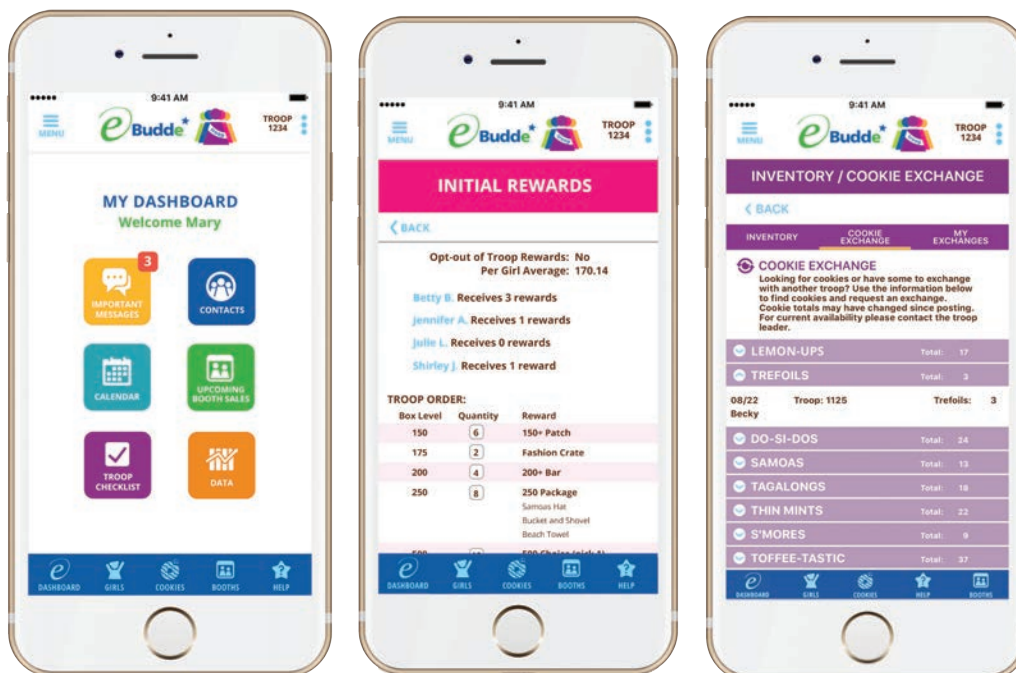 9:41 AM
MENU
eBudde
TROOP
1234
MY DASHBOARD
Welcome Mary
3
IMPORTANT
MESSAGES
CONTACTS
CALENDAR
UPCOMING
BOOTH SALES
TROOP
CHECKLIST
DATA
DASHBOARD GIRLS COOKIES BOOTHS HELP
9:41 AM
MENU
eBudde
TROOP
1234
INITIAL REWARDS
BACK
Opt-out of Troop Rewards: No
Per Girl Average: 170.14
Betty B. Receives 3 rewards
Jennifer A. Receives 1 rewards
Julie L. Receives 0 rewards
Shirley J. Receives 1 reward
TROOP ORDER:
Box Level Quantity Reward
150 6 150+ Patch
175 2 Fashion Crate
200 4 200+ Bar
250 8 250 Package
Samoas Hat
Bucket and Shovel
Beach Towel
DASHBOARD GIRLS COOKIES BOOTHS HELP
9:41 AM
MENU
eBudde
TROOP
1234
INVENTORY / COOKIE EXCHANGE
BACK
INVENTORY COOKIE EXCHANGE MY EXCHANGES
COOKIE EXCHANGE
Looking for cookies or have some to exchange
with another troop? Use the information below
to find cookies and request an exchange.
Cookie totals may have changed since posting.
For current availability please contact the troop
leader.
LEMON-UPS Total: 17
TREFOILS Total: 3
08/22 Troop: 1125 Trefoils: 3
Becky
DO-SI-DOS Total: 24
SAMOAS Total: 13
TAGALONGS Total: 18
THIN MINTS Total: 22
S'MORES Total: 9
TOFFEE-TASTIC Total: 37
DASHBOARD GIRLS COOKIES HELP BOOTHS